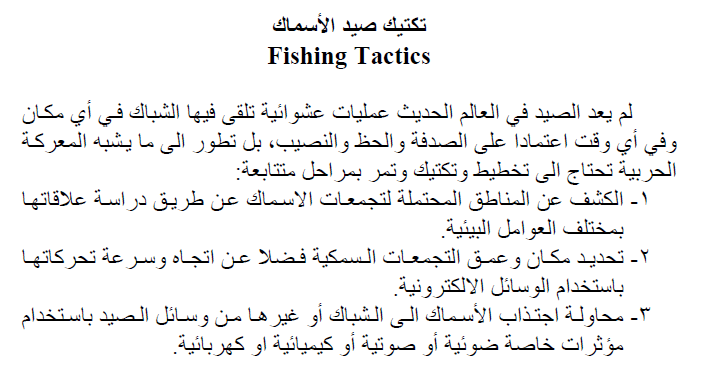 تكتيك صيد الأسماك
Fishing Tactics
لم يعد الصيد في العالم الحديث عمليات عشوائية تلقى فيها الشباك في أي مكان
وفي أي وقت اعتمادا على الصدفة والحظ والنصيب، بل تطور الى ما يشبه المعركة
الحربية تحتاج الى تخطيط وتكتيك وتمر بمراحل متتابعة:
١- الكشف عن المناطق المحتملة لتجمعات الاسماك عن طريق دراسة علاقاتها
بمختلف العوامل البيئية.
٢- تحديد مكان وعمق التجمعات السمكية فضلا عن اتجاه وسرعة تحركاتها
باستخدام الوسائل الالكترونية.
٣- محاولة اجتذاب الأسماك الى الشباك أو غيرها من وسائل الصيد باستخدام
مؤثرات خاصة ضوئية أو صوتية أو كيميائية او كهربائية.